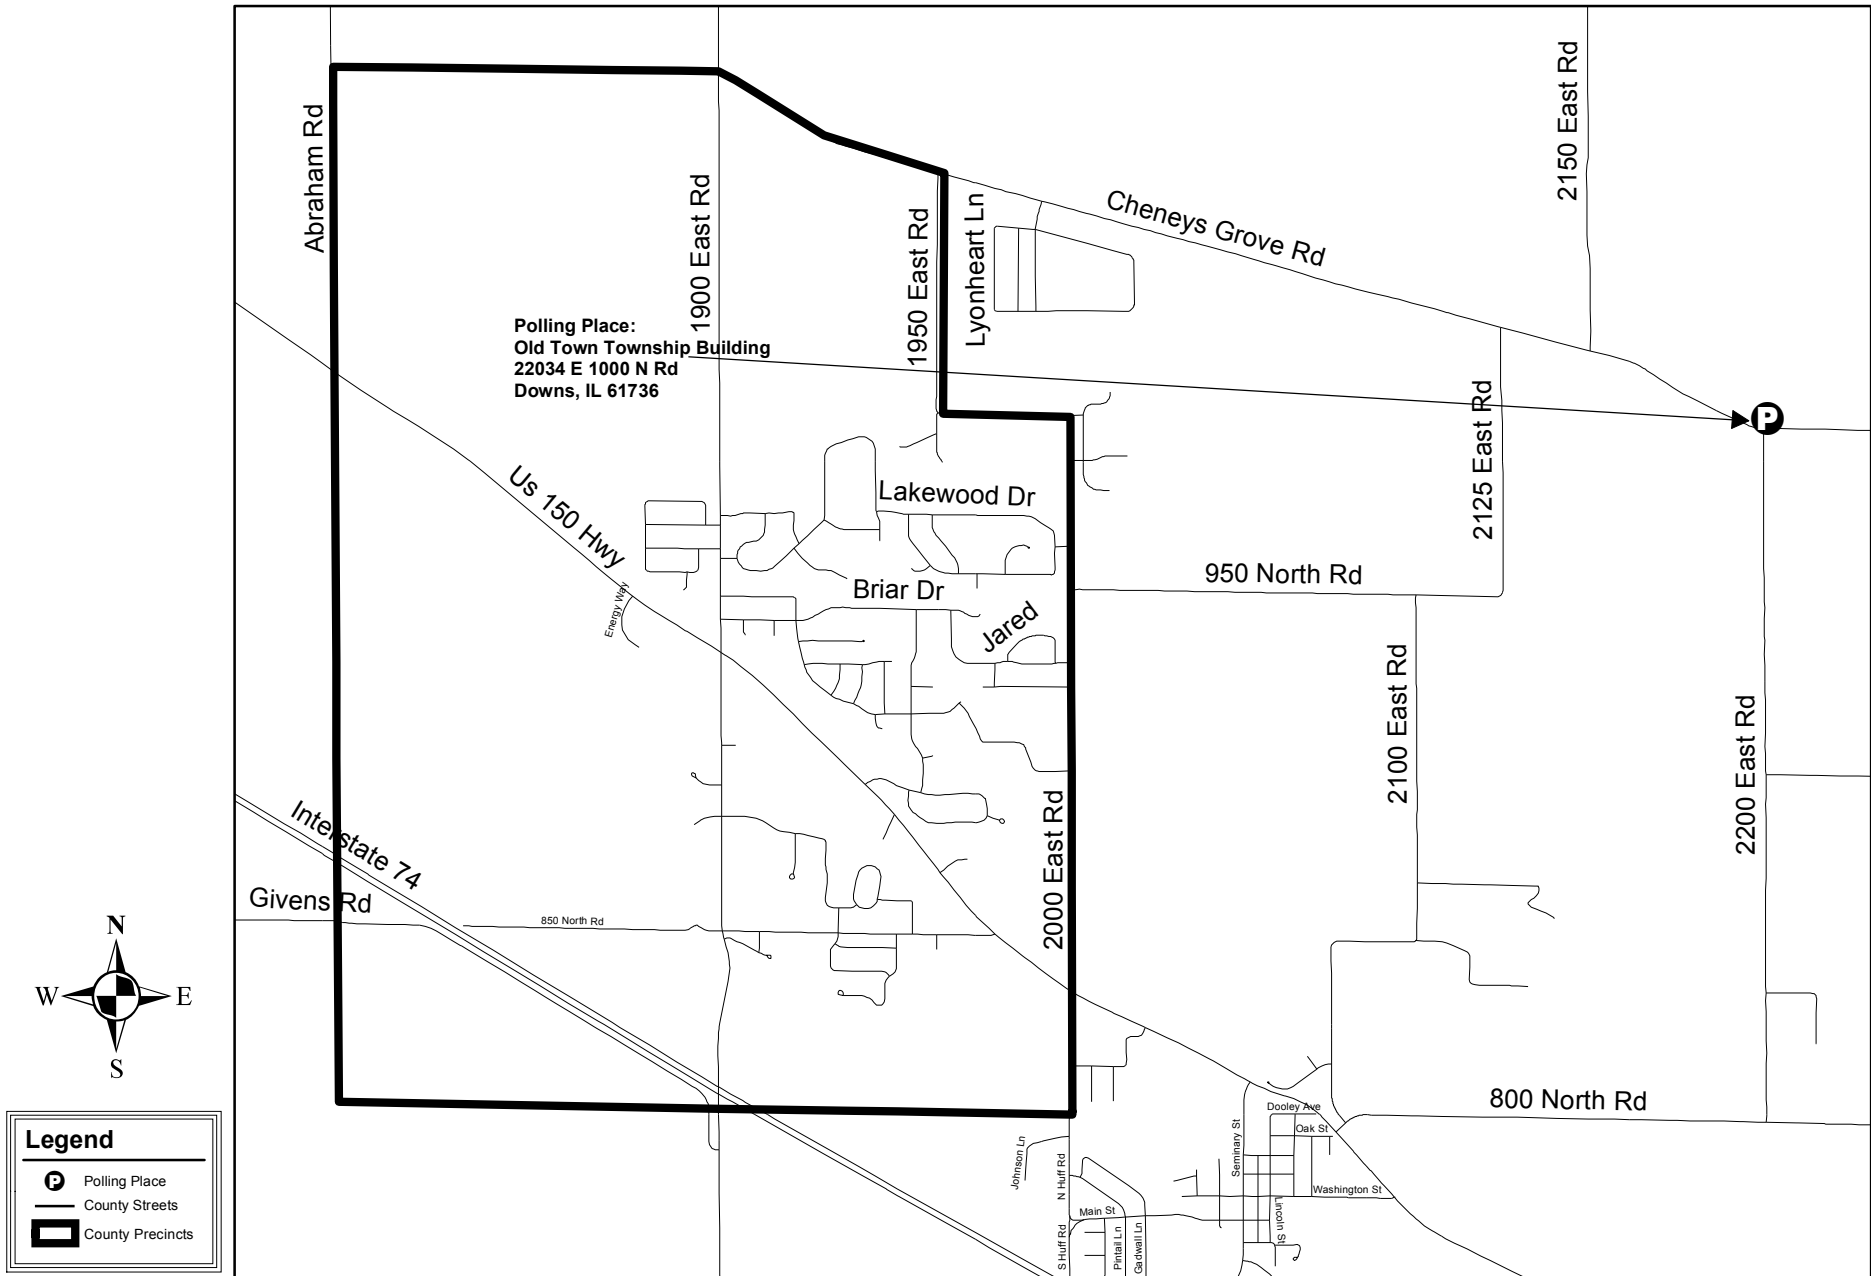 Abraham Rd
1900 East Rd
1950 East Rd
Lyonheart Ln
Cheneys Grove Rd
2150 East Rd
Polling Place:
Old Town Township Building
22034 E 1000 N Rd
Downs, IL 61736
P
Us 150 Hwy
Energy Way
Lakewood Dr
Briar Dr
Jared
950 North Rd
2125 East Rd
2100 East Rd
2200 East Rd
2000 East Rd
Interstate 74
Givens Rd
850 North Rd
800 North Rd
Dooley Ave
Oak St
Seminary St
Washington St
Lincoln St
Johnson Ln
N Huff Rd
Main St
S Huff Rd
Pintail Ln
Gadwall Ln
N
W
E
S
Legend
P Polling Place
County Streets
County Precincts